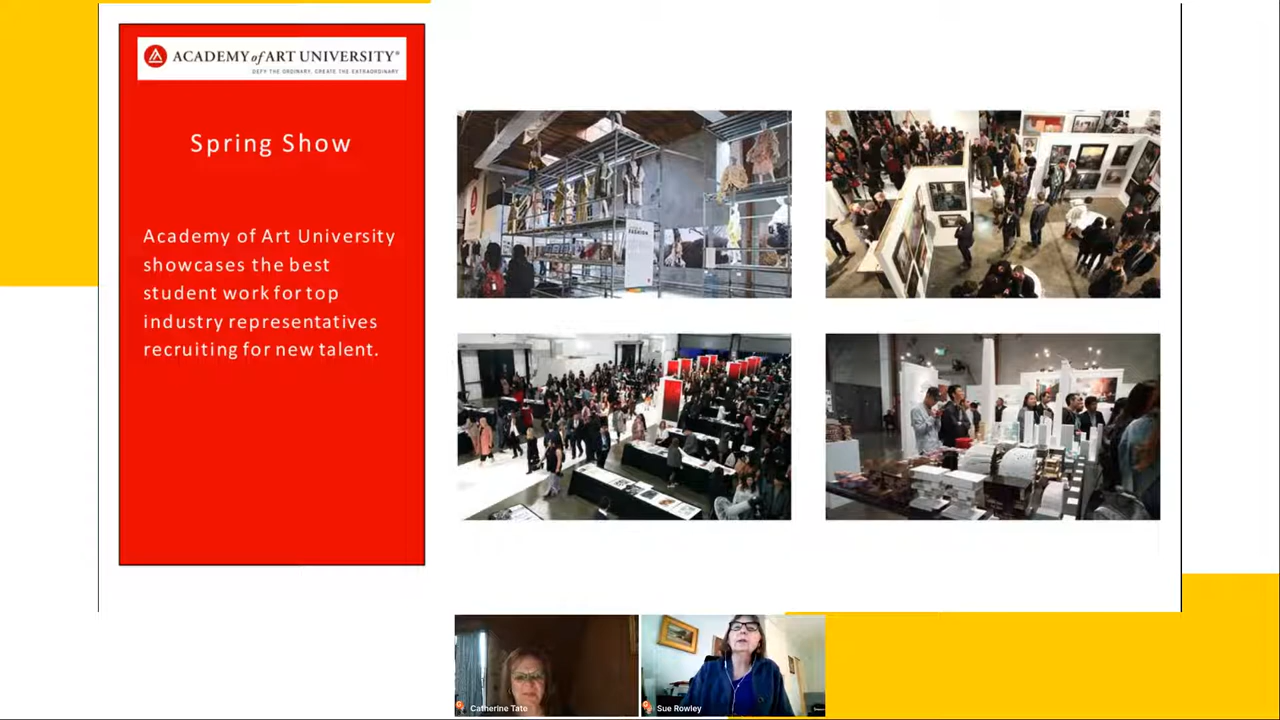 ACADEMY of ART UNIVERSITY®
DEFY THE ORDINARY, CREATE THE EXTRAORDINARY
Spring Show
Academy of Art University
showcases the best
student work for top
industry representatives
recruiting for new talent.
FASHION
Catherine Tate
Sue Rowley